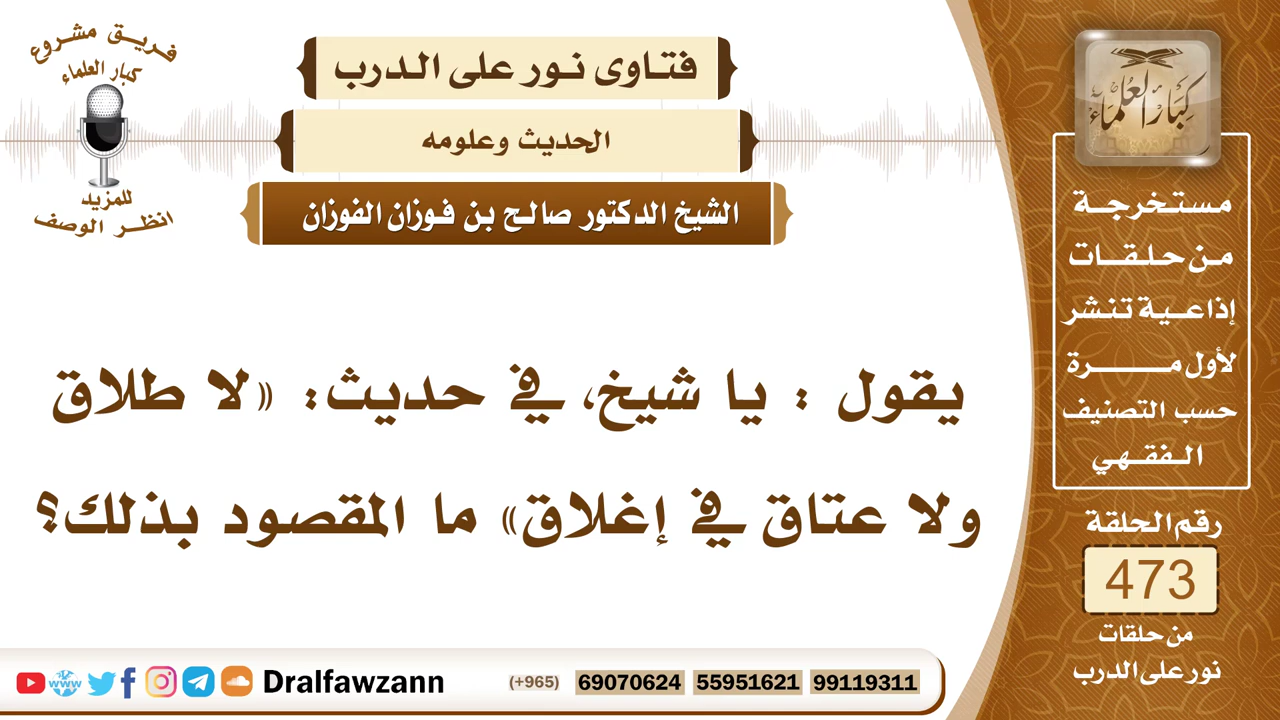 فريق مشروع
كبار العلماء
للمزيد
انظر الوصف
فتاوى نور على الدرب
الحديث وعلومه
الشيخ الدكتور صالح بن فوزان الفوزان
يقول : يا شيخ، في حديث: «لا طلاق
ولا عتاق في إغلاق» ما المقصود بذلك؟
كبار العلماء
مستخرجة
من حلقات
إذاعية تنشر
لأول مرة
حسب التصنيف
الفقهي
رقم الحلقة
473
من حلقات
نور على الدرب
www Dralfawzann (+965) 69070624 55951621 99119311